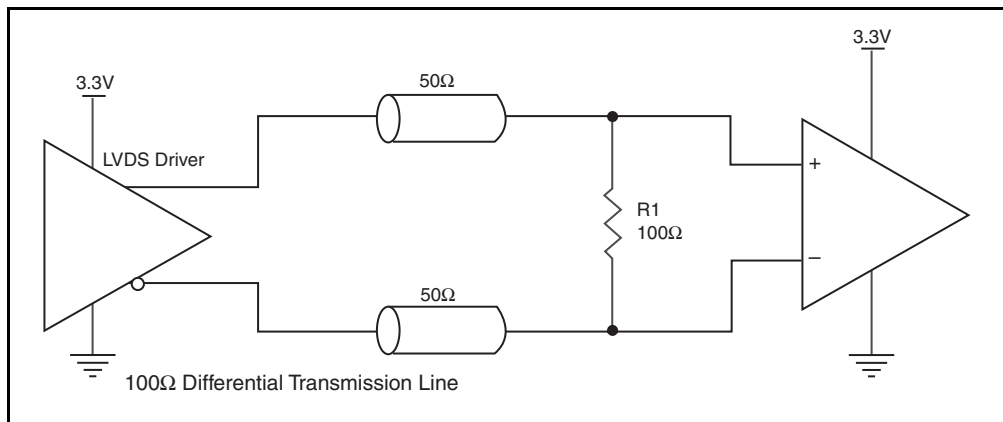 3.3V
50Ω
3.3V
LVDS Driver
+
R1
100Ω
–
50Ω
100Ω Differential Transmission Line